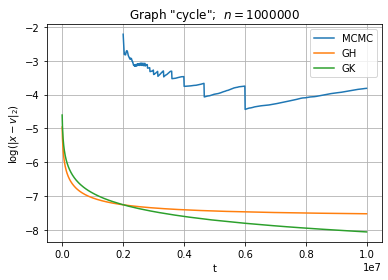 Graph "cycle"; n = 1000000
MCMC
GH
GK
−2
−3
−4
−5
−6
−7
−8
log(|x − v|₂)
0.0
0.2
0.4
0.6
0.8
1.0
1e7
t